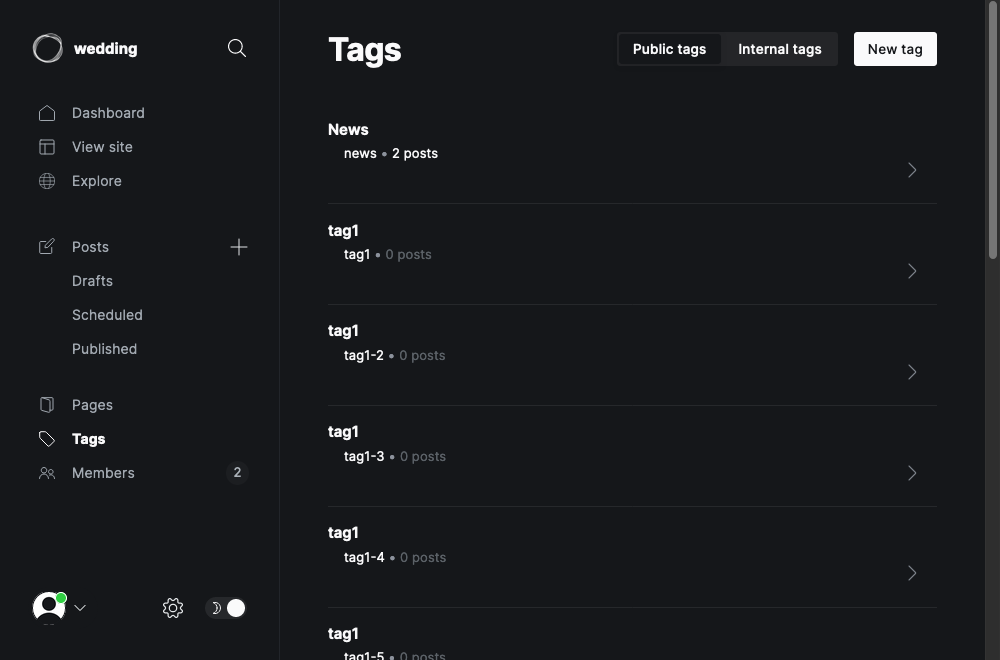 wedding
Dashboard
View site
Explore
Posts
Drafts
Scheduled
Published
Pages
Tags
Members 2
Tags
Public tags Internal tags New tag
News
news • 2 posts
tag1
tag1 • 0 posts
tag1
tag1-2 • 0 posts
tag1
tag1-3 • 0 posts
tag1
tag1-4 • 0 posts
tag1
tag1-5 • 0 posts